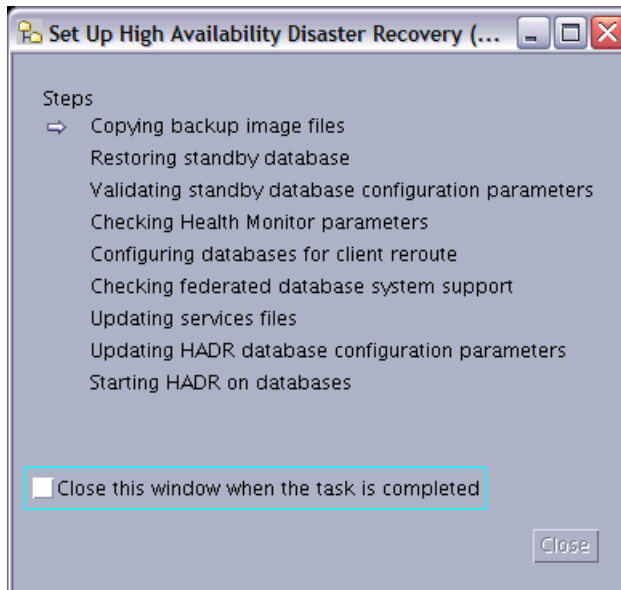 Set Up High Availability Disaster Recovery (...
Steps
Copying backup image files
Restoring standby database
Validating standby database configuration parameters
Checking Health Monitor parameters
Configuring databases for client reroute
Checking federated database system support
Updating services files
Updating HADR database configuration parameters
Starting HADR on databases
Close this window when the task is completed
Close